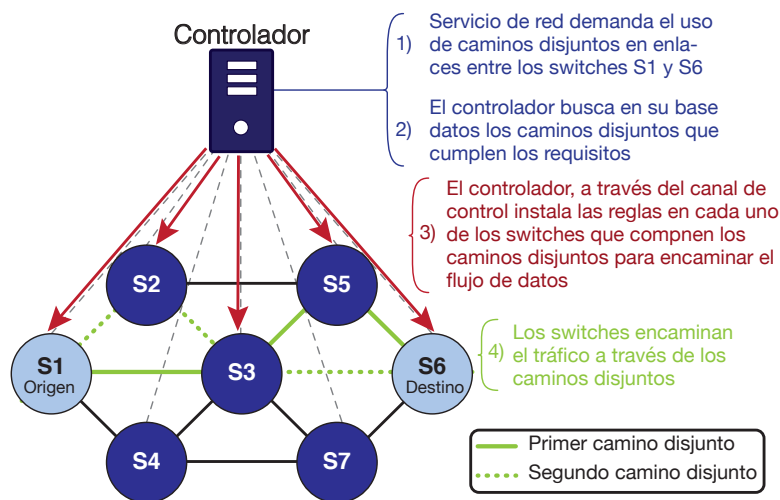 Controlador
1)
Servicio de red demanda el uso
de caminos disjuntos en enla-
ces entre los switches S1 y S6
2)
El controlador busca en su base
datos los caminos disjuntos que
cumplen los requisitos
3)
El controlador, a través del canal de
control instala las reglas en cada uno
de los switches que compnen los
caminos disjuntos para encaminar el
flujo de datos
4)
Los switches encaminan
el tráfico a través de los
caminos disjuntos
S2
S5
S1
Origen
S3
S6
Destino
S4
S7
Primer camino disjunto
Segundo camino disjunto